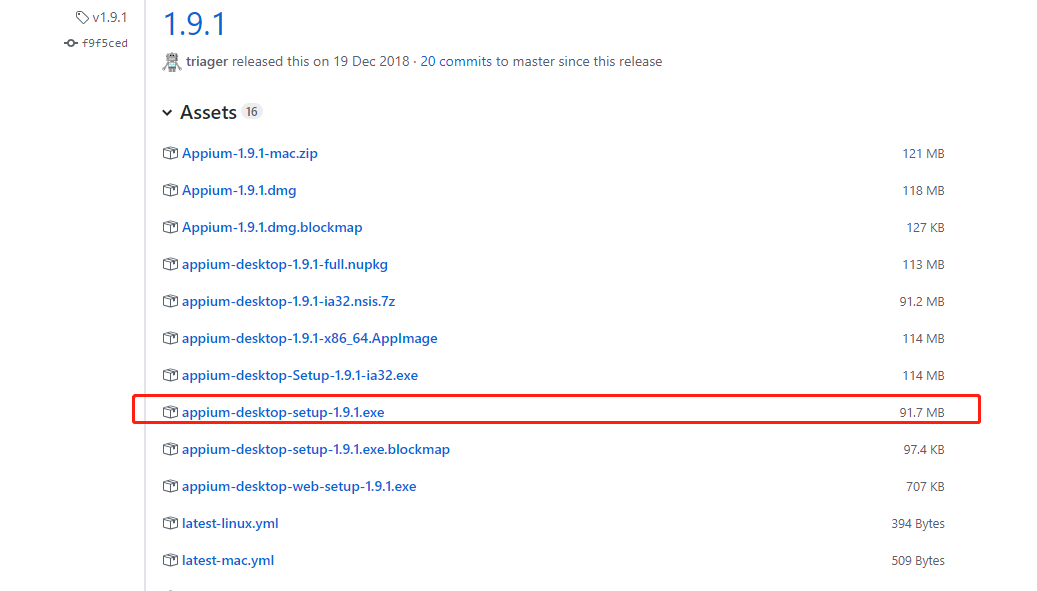 v1.9.1
f9f5ced
1.9.1
triager released this on 19 Dec 2018 · 20 commits to master since this release
Assets 16
Appium-1.9.1-mac.zip 121 MB
Appium-1.9.1.dmg 118 MB
Appium-1.9.1.dmg.blockmap 127 KB
appium-desktop-1.9.1-full.nupkg 113 MB
appium-desktop-1.9.1-ia32.nsis.7z 91.2 MB
appium-desktop-1.9.1-x86_64.AppImage 114 MB
appium-desktop-Setup-1.9.1-ia32.exe 114 MB
appium-desktop-setup-1.9.1.exe 91.7 MB
appium-desktop-setup-1.9.1.exe.blockmap 97.4 KB
appium-desktop-web-setup-1.9.1.exe 707 KB
latest-linux.yml 394 Bytes
latest-mac.yml 509 Bytes